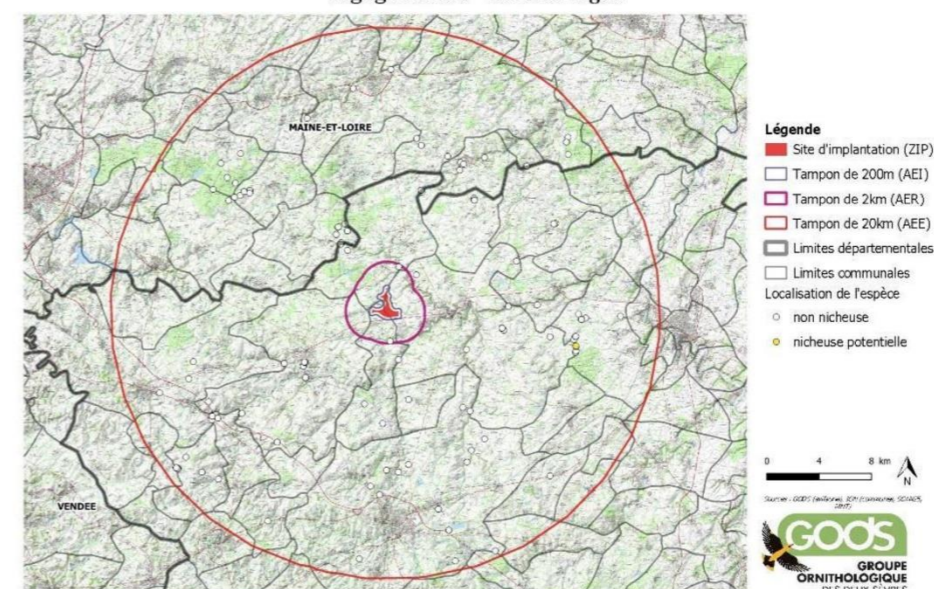 MAINE-ET-LOIRE
VENDEE
Légende
Site d'implantation (ZIP)
Tampon de 200m (AEI)
Tampon de 2km (AER)
Tampon de 20km (AEE)
Limites départementales
Limites communales
Localisation de l'espèce
non nicheuse
nicheuse potentielle
0 4 8 km
N
GODS
GROUPE
ORNITHOLOGIQUE